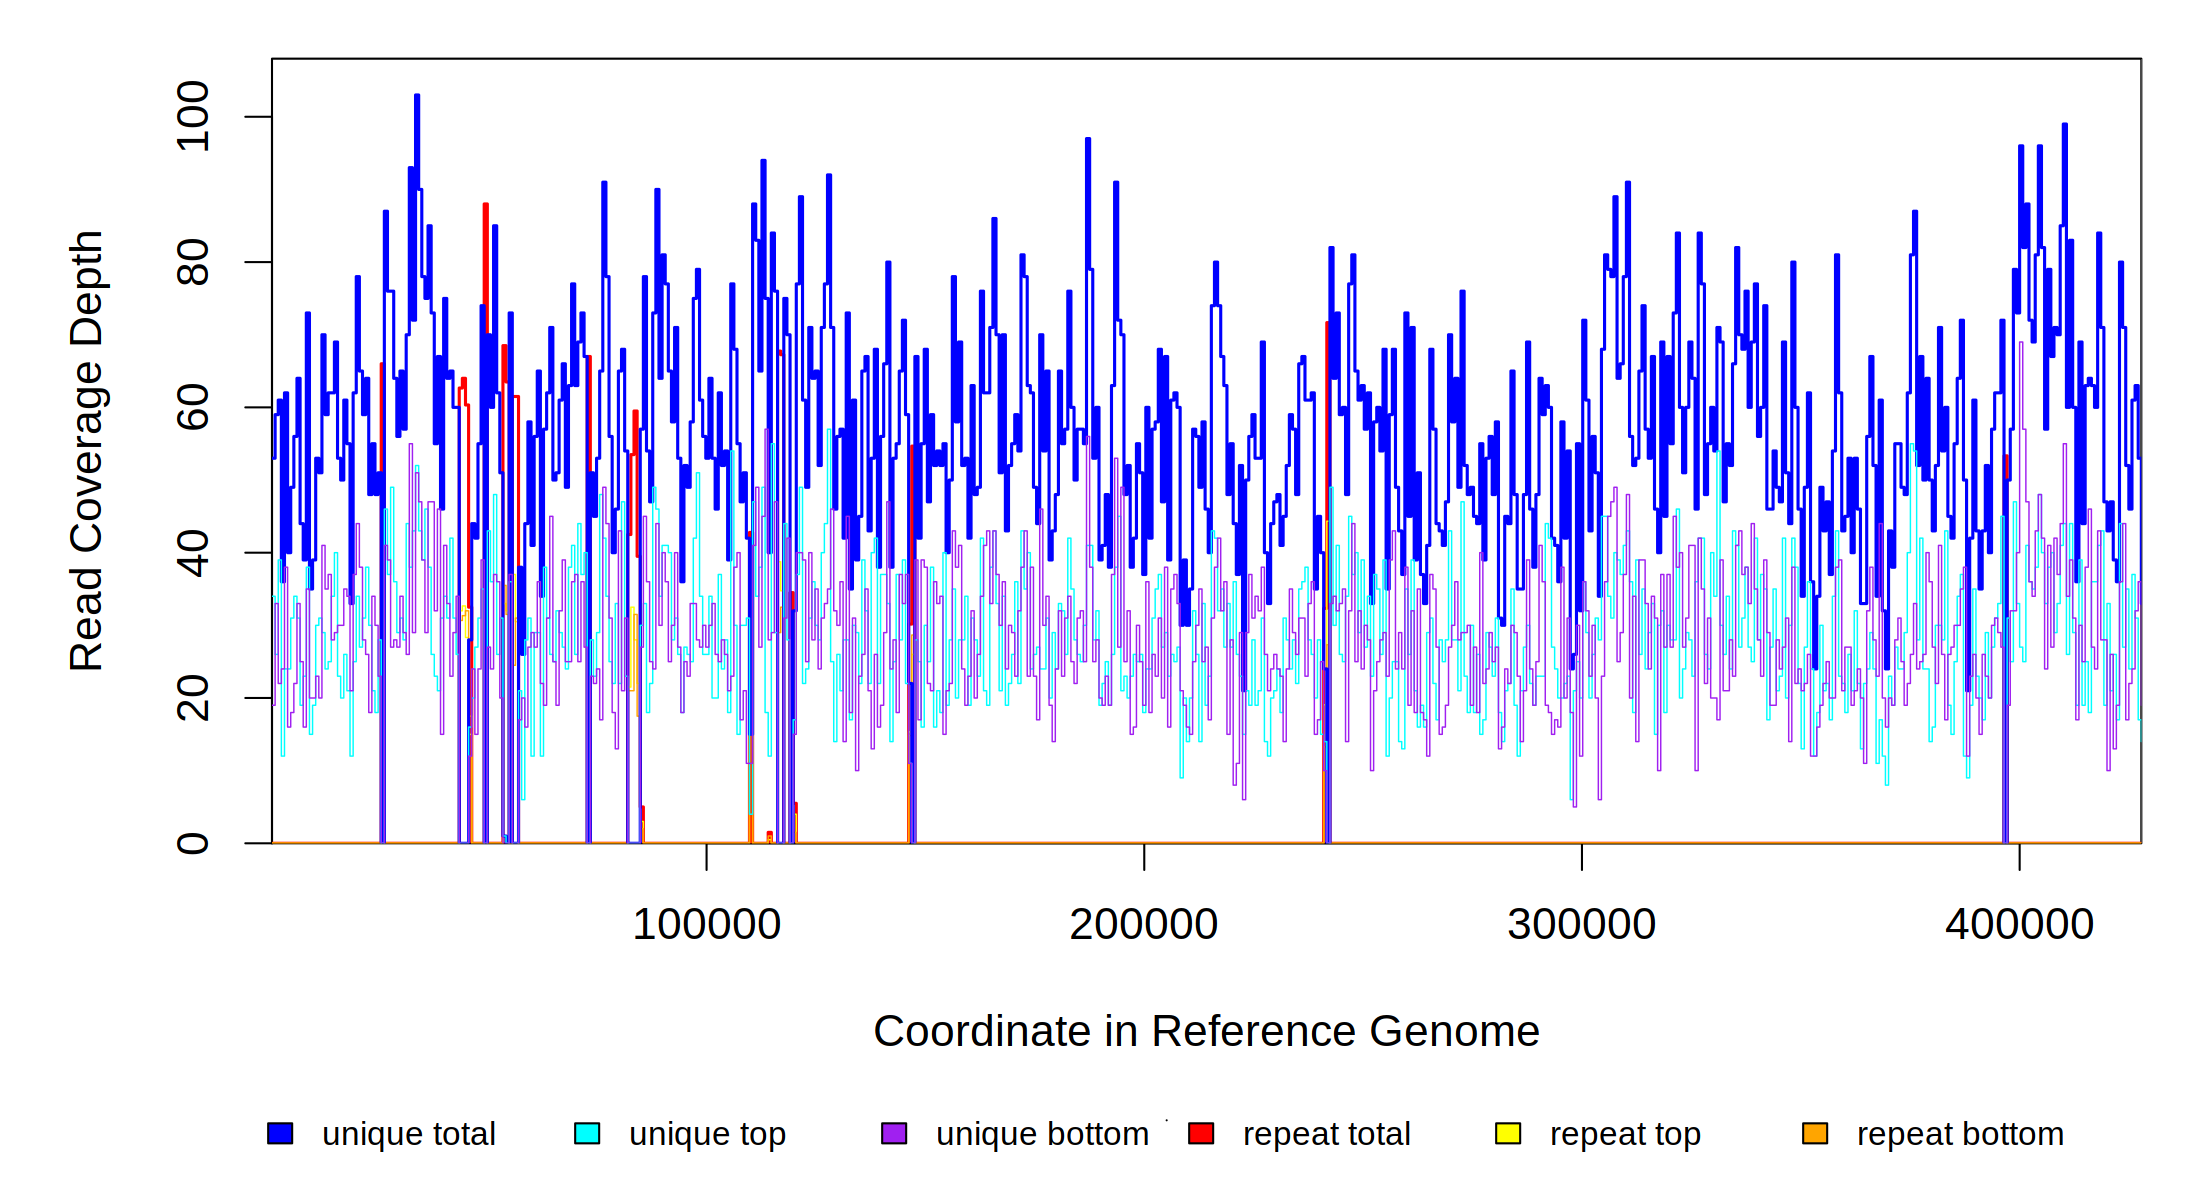 100
80
60
40
20
0
Read Coverage Depth
100000 200000 300000 400000
Coordinate in Reference Genome
unique total unique top unique bottom repeat total repeat top repeat bottom